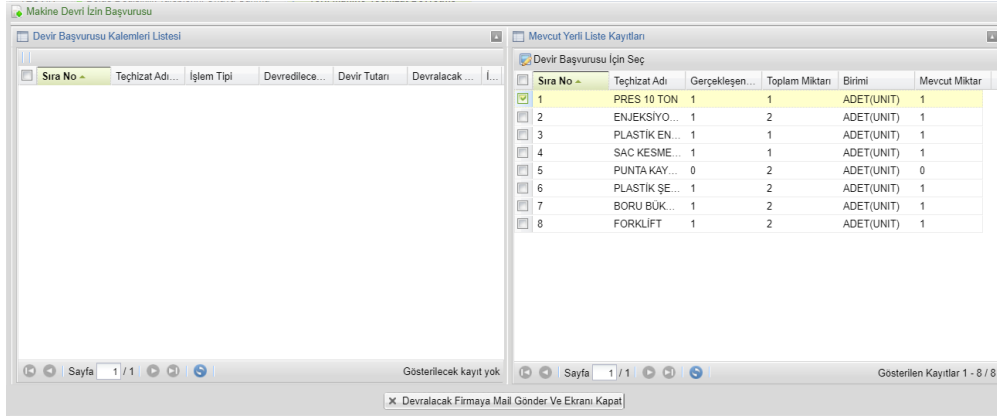 Makine Devri İzin Başvurusu
Devir Başvurusu Kalemleri Listesi
Sıra No Teçhizat Adı... İşlem Tipi Devredilece... Devir Tutarı Devralacak ... İ...
Sayfa 1 / 1 Gösterilecek kayıt yok
Mevcut Yerli Liste Kayıtları
Devir Başvurusu İçin Seç
Sıra No Teçhizat Adı Gerçekleşen... Toplam Miktarı Birimi Mevcut Miktar
1 PRES 10 TON 1 1 ADET(UNIT) 1
2 ENJEKSİYO... 1 2 ADET(UNIT) 1
3 PLASTİK EN... 1 1 ADET(UNIT) 1
4 SAC KESME... 1 1 ADET(UNIT) 1
5 PUNTA KAY... 0 2 ADET(UNIT) 0
6 PLASTİK ŞE... 1 2 ADET(UNIT) 1
7 BORU BÜK... 1 2 ADET(UNIT) 1
8 FORKLİFT 1 2 ADET(UNIT) 1
Sayfa 1 / 1 Gösterilen Kayıtlar 1 - 8 / 8
Devralacak Firmaya Mail Gönder Ve Ekranı Kapat